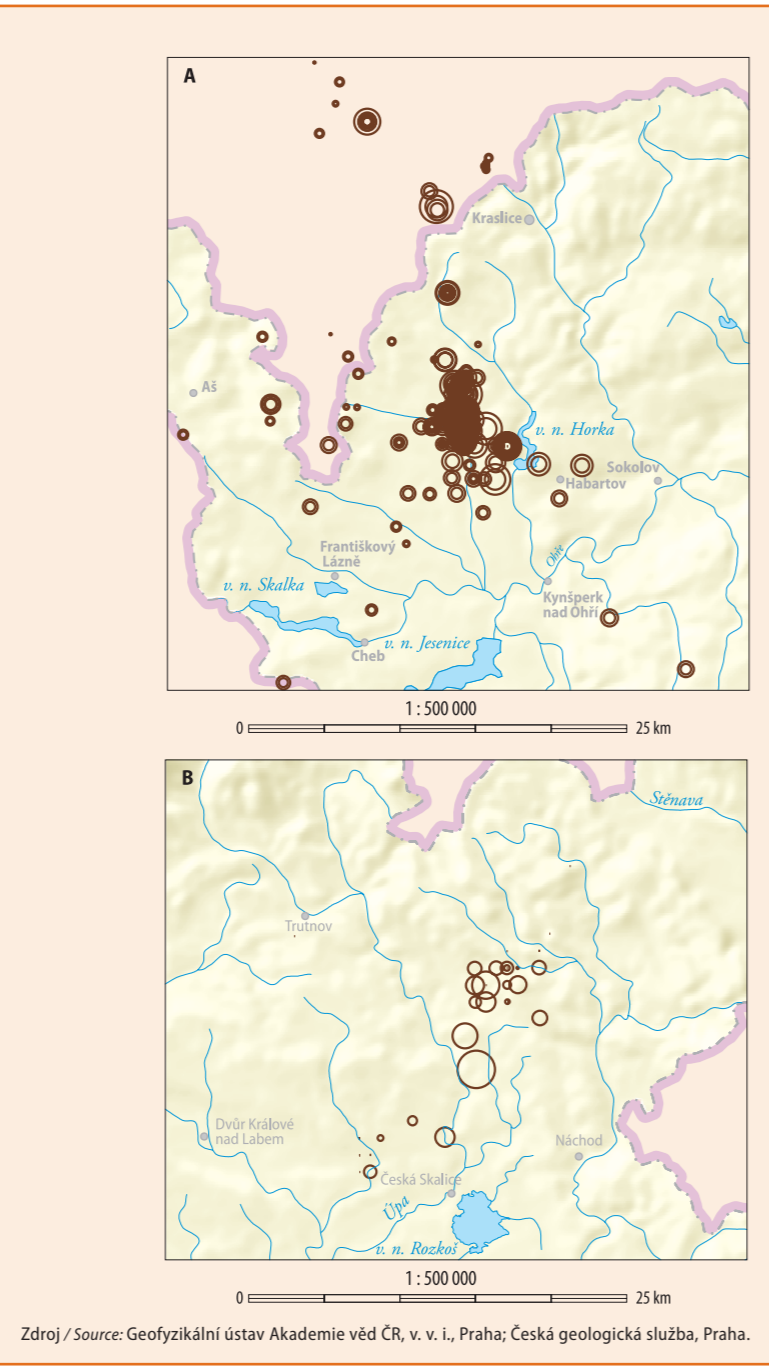 A
Kraslice
Aš
v. n. Horka
Sokolov
Habartov
Františkový
Lázně
Ohře
v. n. Skalka
Kynšperk
nad Ohří
v. n. Jesenice
Cheb
1 : 500 000
0 25 km
B
Stěnava
Trutnov
Dvůr Králové
nad Labem
Náchod
Česká Skalice
Úpa
v. n. Rozkoš
1 : 500 000
0 25 km
Zdroj / Source: Geofyzikální ústav Akademie věd ČR, v. v. i., Praha; Česká geologická služba, Praha.